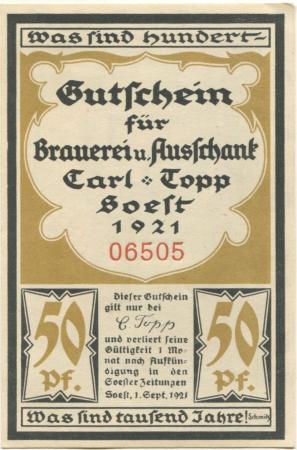 Was sind hundert-
Gutschein
für
Brauerei u. Ausschank
Carl Topp
Soest
1921
06505
Dieser Gutschein
gilt nur bei
C Topp
und verliert seine
Gültigkeit 1 Mo-
nat nach Aufkün-
digung in den
Soester Zeitungen
Soest, 1. Sept. 1921
50
Pf.
50
Pf.
Was sind tausend Jahre!
Schmitz